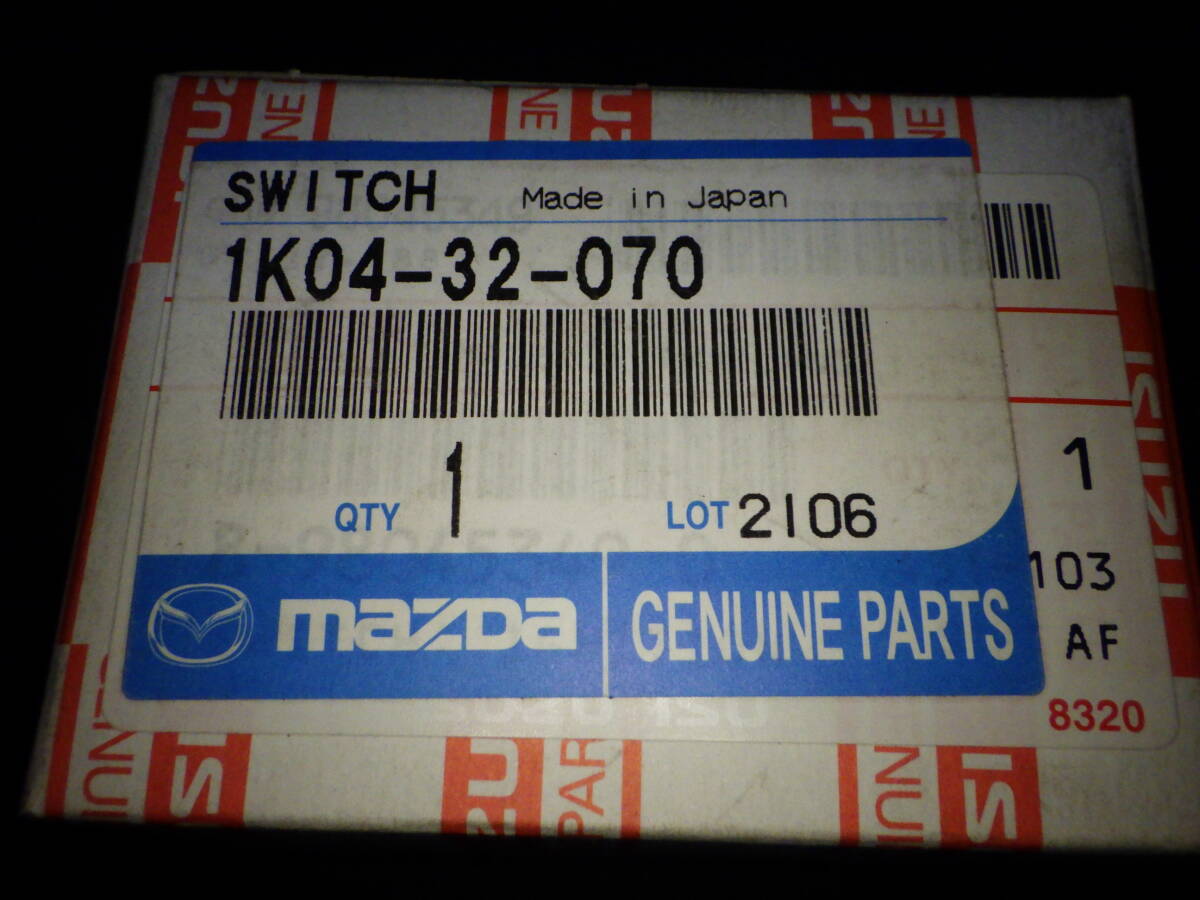 SWITCH Made in Japan
1K04-32-070
QTY 1 LOT 2106
mazda GENUINE PARTS
1
103
AF
8320